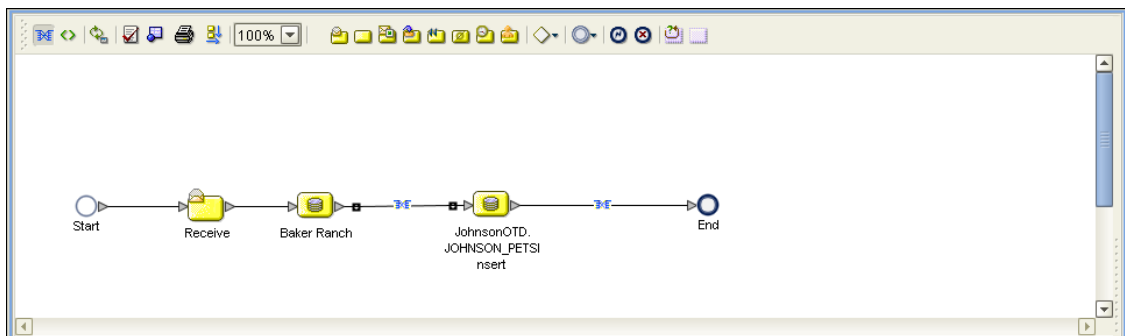 100%
Start
Receive
Baker Ranch
JohnsonOTD.
JOHNSON_PETSI
nsert
End